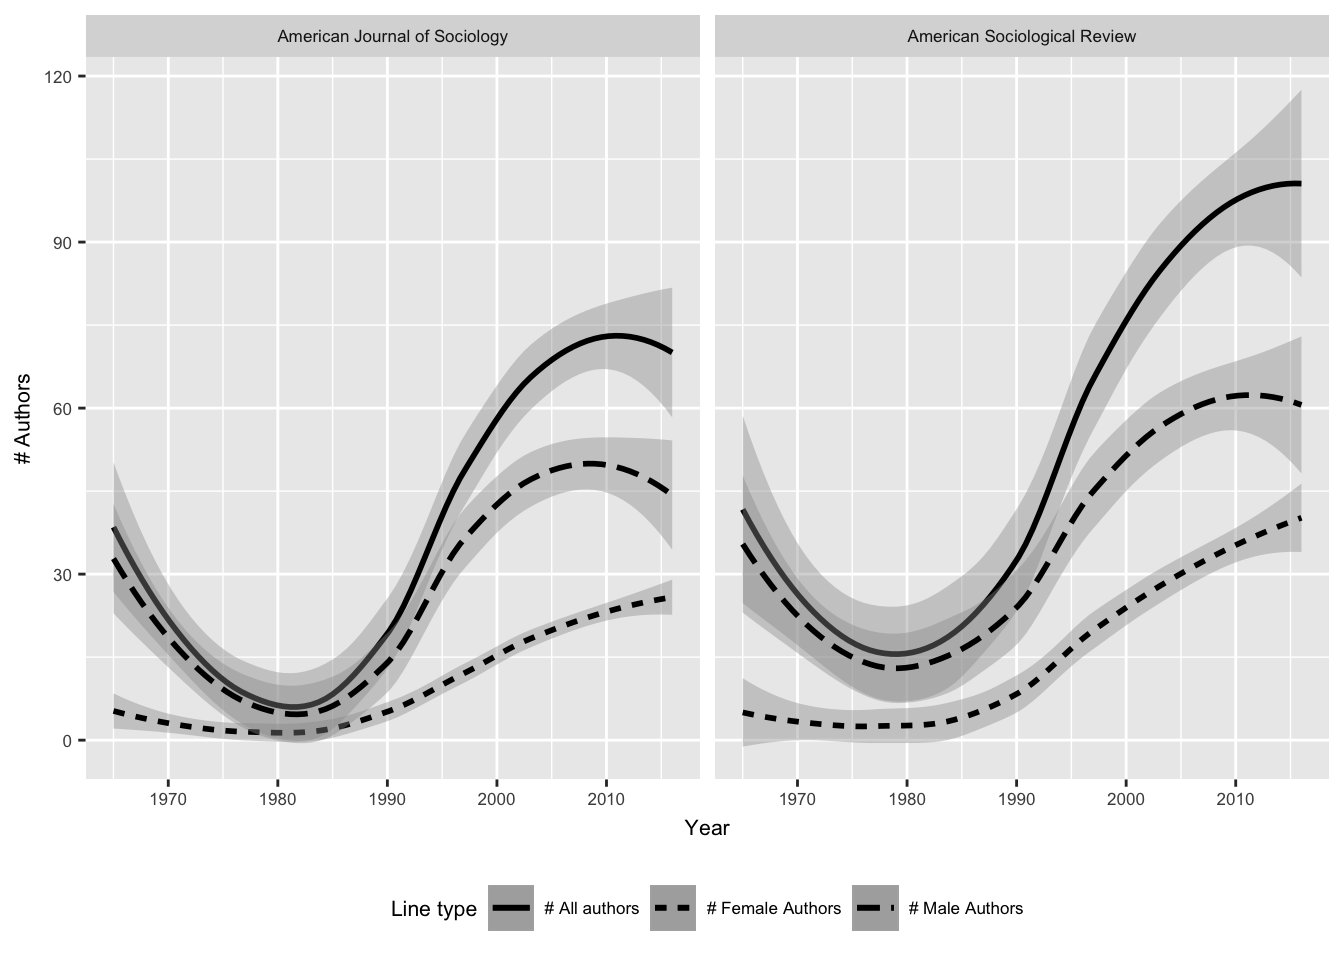 American Journal of Sociology
American Sociological Review
120
90
60
30
0
# Authors
1970 1980 1990 2000 2010
1970 1980 1990 2000 2010
Year
Line type # All authors # Female Authors # Male Authors